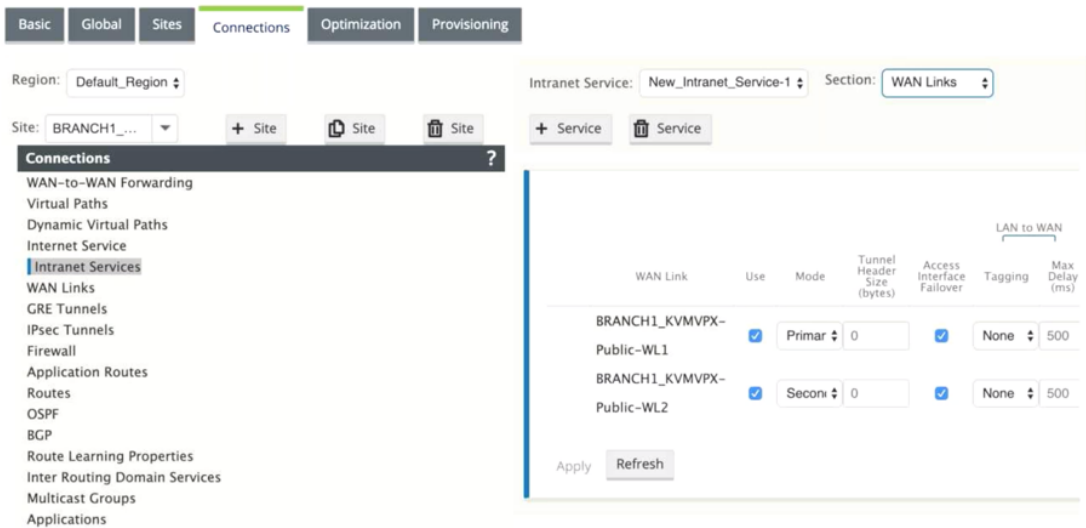 Basic Global Sites Connections Optimization Provisioning
Region: Default_Region
Site: BRANCH1_...
+ Site Site Site
Connections ?
WAN-to-WAN Forwarding
Virtual Paths
Dynamic Virtual Paths
Internet Service
Intranet Services
WAN Links
GRE Tunnels
IPsec Tunnels
Firewall
Application Routes
Routes
OSPF
BGP
Route Learning Properties
Inter Routing Domain Services
Multicast Groups
Applications
Intranet Service: New_Intranet_Service-1 Section: WAN Links
+ Service Service
LAN to WAN
WAN Link Use Mode Tunnel Header Size (bytes) Access Interface Failover Tagging Max Delay (ms)
BRANCH1_KVMVPX-
Public-WL1
Primar 0 None 500
BRANCH1_KVMVPX-
Public-WL2
Secon 0 None 500
Apply Refresh